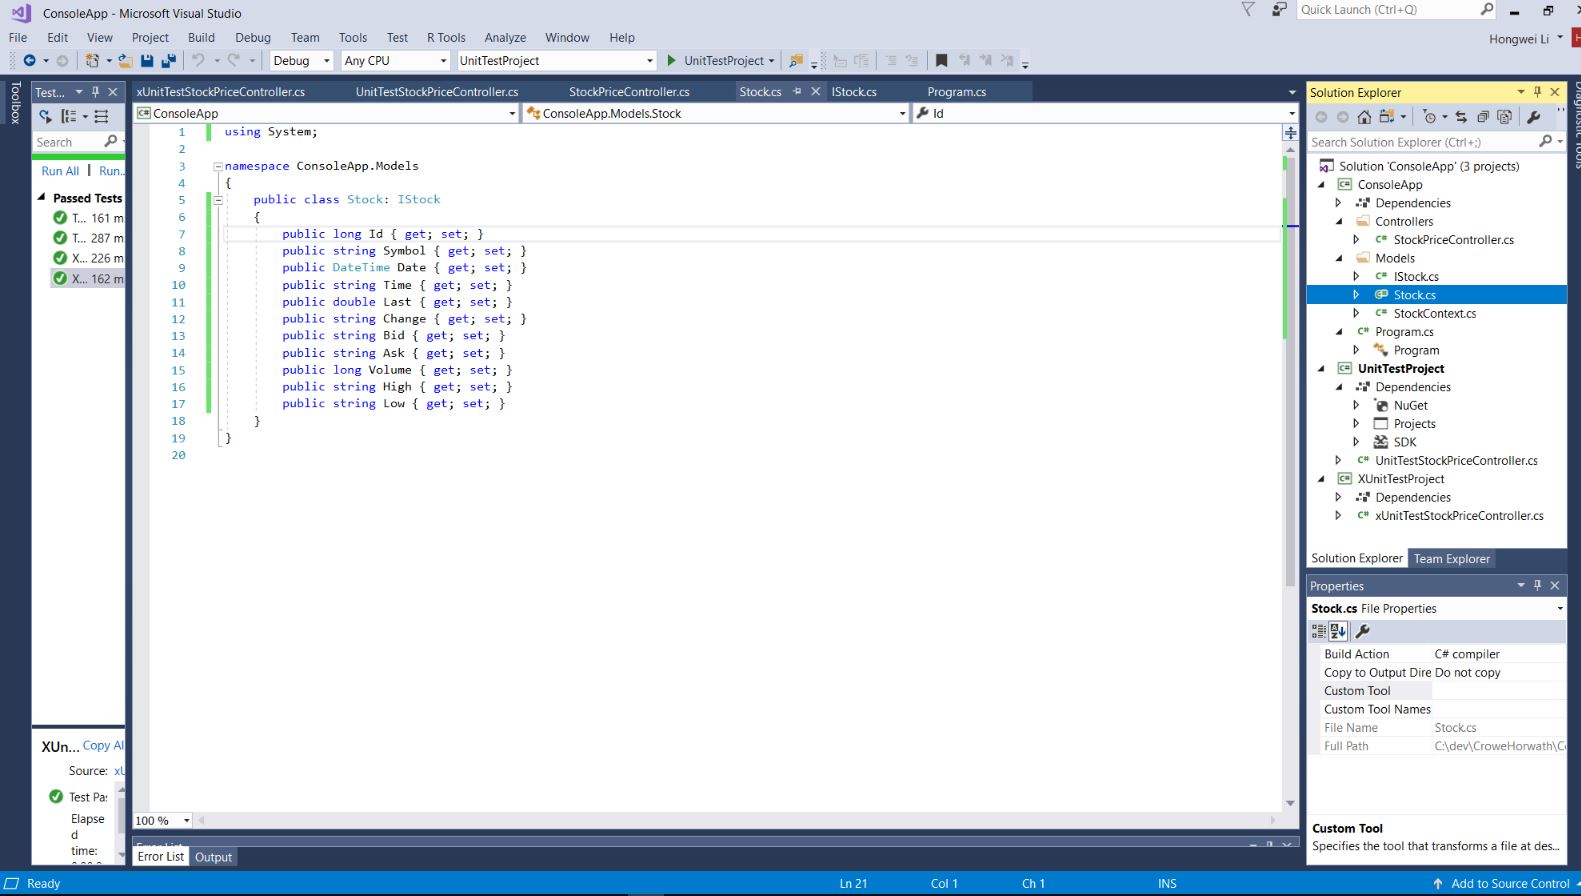 ConsoleApp - Microsoft Visual Studio
Quick Launch (Ctrl+Q)
File Edit View Project Build Debug Team Tools Test R Tools Analyze Window Help
Hongwei Li
Debug Any CPU UnitTestProject UnitTestProject
Toolbox
Test...
Search
Run All | Run...
Passed Tests
T... 161 m
T... 287 m
X... 226 m
X... 162 m
XUn... Copy Al
Source: xU
Test Pa
Elapse
d
time:
xUnitTestStockPriceController.cs UnitTestStockPriceController.cs StockPriceController.cs Stock.cs IStock.cs Program.cs
ConsoleApp ConsoleApp.Models.Stock Id
1 using System;
2
3 namespace ConsoleApp.Models
4 {
5 public class Stock: IStock
6 {
7 public long Id { get; set; }
8 public string Symbol { get; set; }
9 public DateTime Date { get; set; }
10 public string Time { get; set; }
11 public double Last { get; set; }
12 public string Change { get; set; }
13 public string Bid { get; set; }
14 public string Ask { get; set; }
15 public long Volume { get; set; }
16 public string High { get; set; }
17 public string Low { get; set; }
18 }
19 }
20
100 %
Error List
Error List Output
Solution Explorer
Search Solution Explorer (Ctrl+;)
Solution 'ConsoleApp' (3 projects)
C# ConsoleApp
Dependencies
Controllers
C# StockPriceController.cs
Models
C# IStock.cs
C# Stock.cs
C# StockContext.cs
C# Program.cs
Program
C# UnitTestProject
Dependencies
NuGet
Projects
SDK
C# UnitTestStockPriceController.cs
C# XUnitTestProject
Dependencies
C# xUnitTestStockPriceController.cs
Solution Explorer Team Explorer
Properties
Stock.cs File Properties
Build Action C# compiler
Copy to Output Dire Do not copy
Custom Tool
Custom Tool Names
File Name Stock.cs
Full Path C:\dev\CroweHorwath\Co
Custom Tool
Specifies the tool that transforms a file at des...
Diagnostic Tools
Ready Ln 21 Col 1 Ch 1 INS Add to Source Control